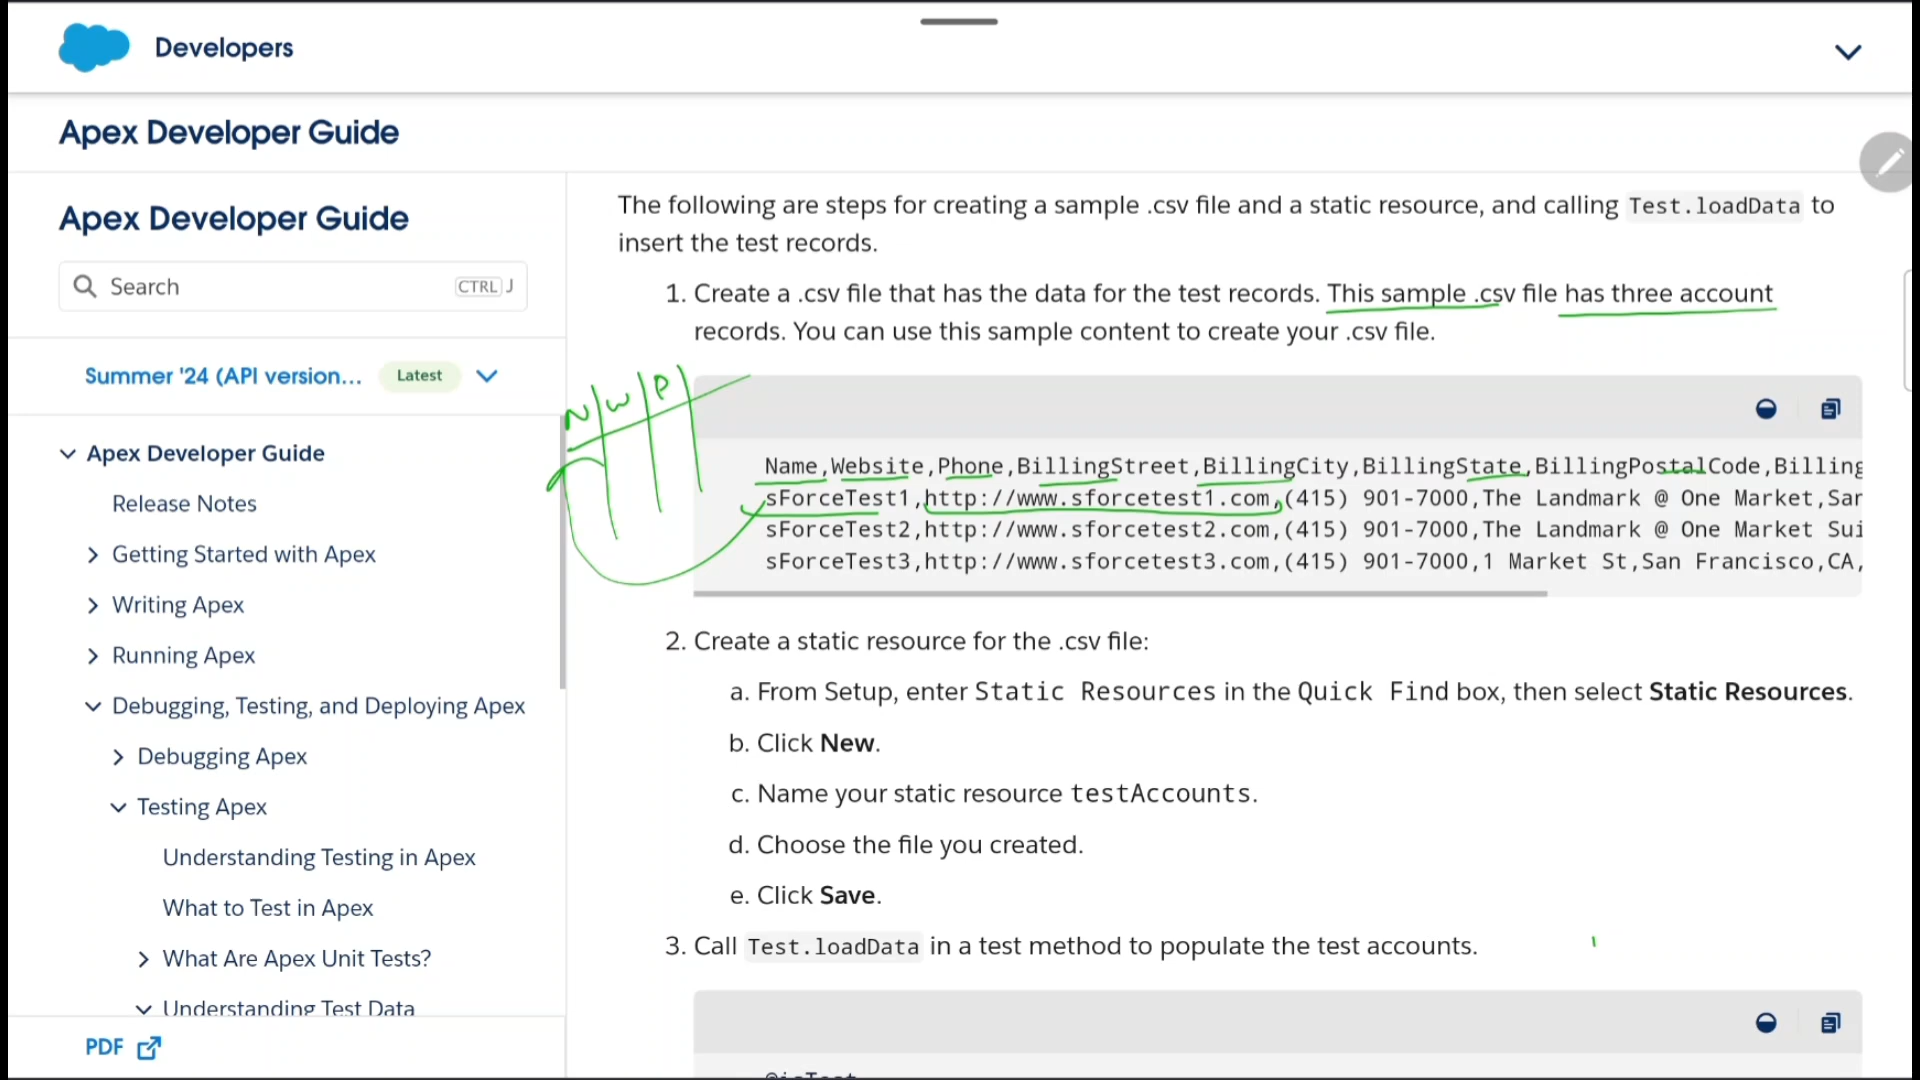 Developers
Apex Developer Guide
Apex Developer Guide
Search CTRL J
Summer '24 (API version... Latest
Apex Developer Guide
Release Notes
Getting Started with Apex
Writing Apex
Running Apex
Debugging, Testing, and Deploying Apex
Debugging Apex
Testing Apex
Understanding Testing in Apex
What to Test in Apex
What Are Apex Unit Tests?
Understanding Test Data
PDF
The following are steps for creating a sample .csv file and a static resource, and calling Test.loadData to
insert the test records.
1. Create a .csv file that has the data for the test records. This sample .csv file has three account
records. You can use this sample content to create your .csv file.
N W P
Name,Website,Phone,BillingStreet,BillingCity,BillingState,BillingPostalCode,Billing
sForceTest1,http://www.sforcetest1.com,(415) 901-7000,The Landmark @ One Market,Sar
sForceTest2,http://www.sforcetest2.com,(415) 901-7000,The Landmark @ One Market Sui
sForceTest3,http://www.sforcetest3.com,(415) 901-7000,1 Market St,San Francisco,CA,
2. Create a static resource for the .csv file:
a. From Setup, enter Static Resources in the Quick Find box, then select Static Resources.
b. Click New.
c. Name your static resource testAccounts.
d. Choose the file you created.
e. Click Save.
3. Call Test.loadData in a test method to populate the test accounts.